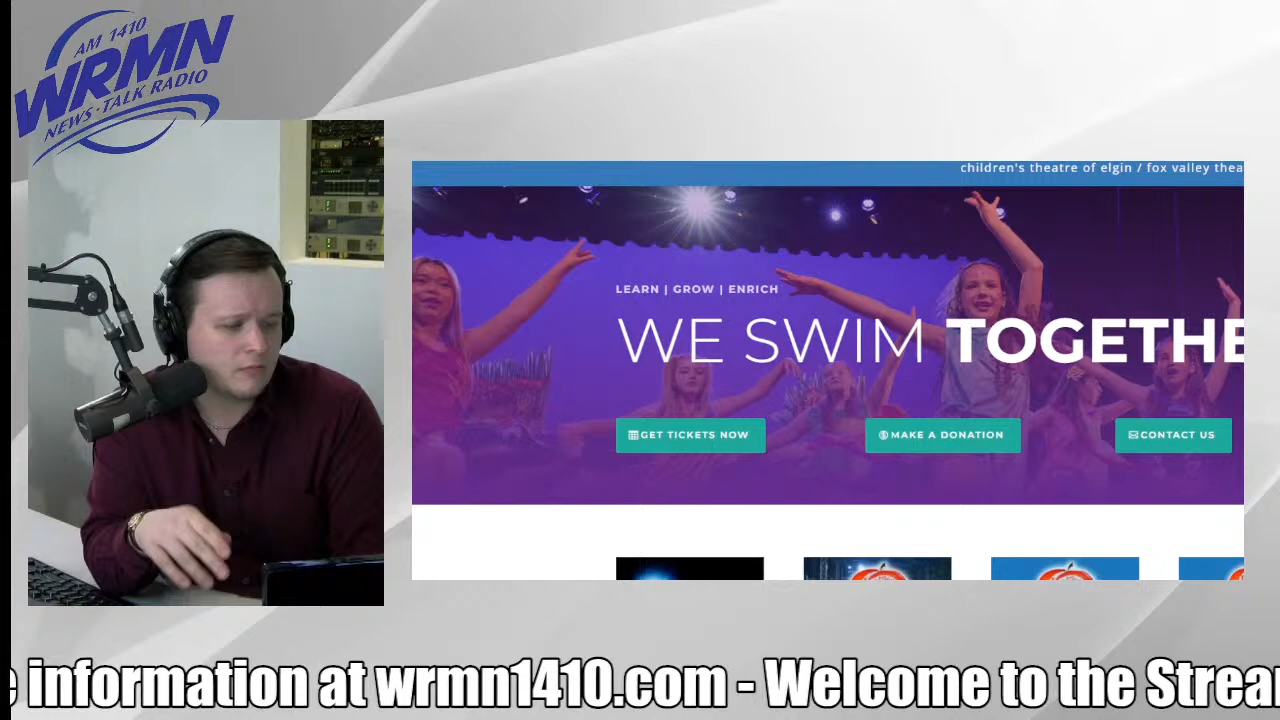 AM 1410
WRMN
NEWS·TALK RADIO
children's theatre of elgin / fox valley thea
LEARN | GROW | ENRICH
WE SWIM TOGETHE
GET TICKETS NOW
MAKE A DONATION
CONTACT US
e information at wrmn1410.com - Welcome to the Strea